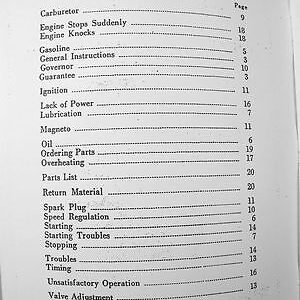 Page
Carburetor 9
Engine Stops Suddenly 18
Engine Knocks 18
Gasoline 5
General Instructions 3
Governor 10
Guarantee 3
Ignition 11
Lack of Power 16
Lubrication 7
Magneto 11
Oil 6
Ordering Parts 19
Overheating 17
Parts List 20
Return Material 20
Spark Plug 11
Speed Regulation 10
Starting 6
Starting Troubles 14
Stopping 7
Troubles 14
Timing 13
Unsatisfactory Operation 16
Valve Adjustment 13